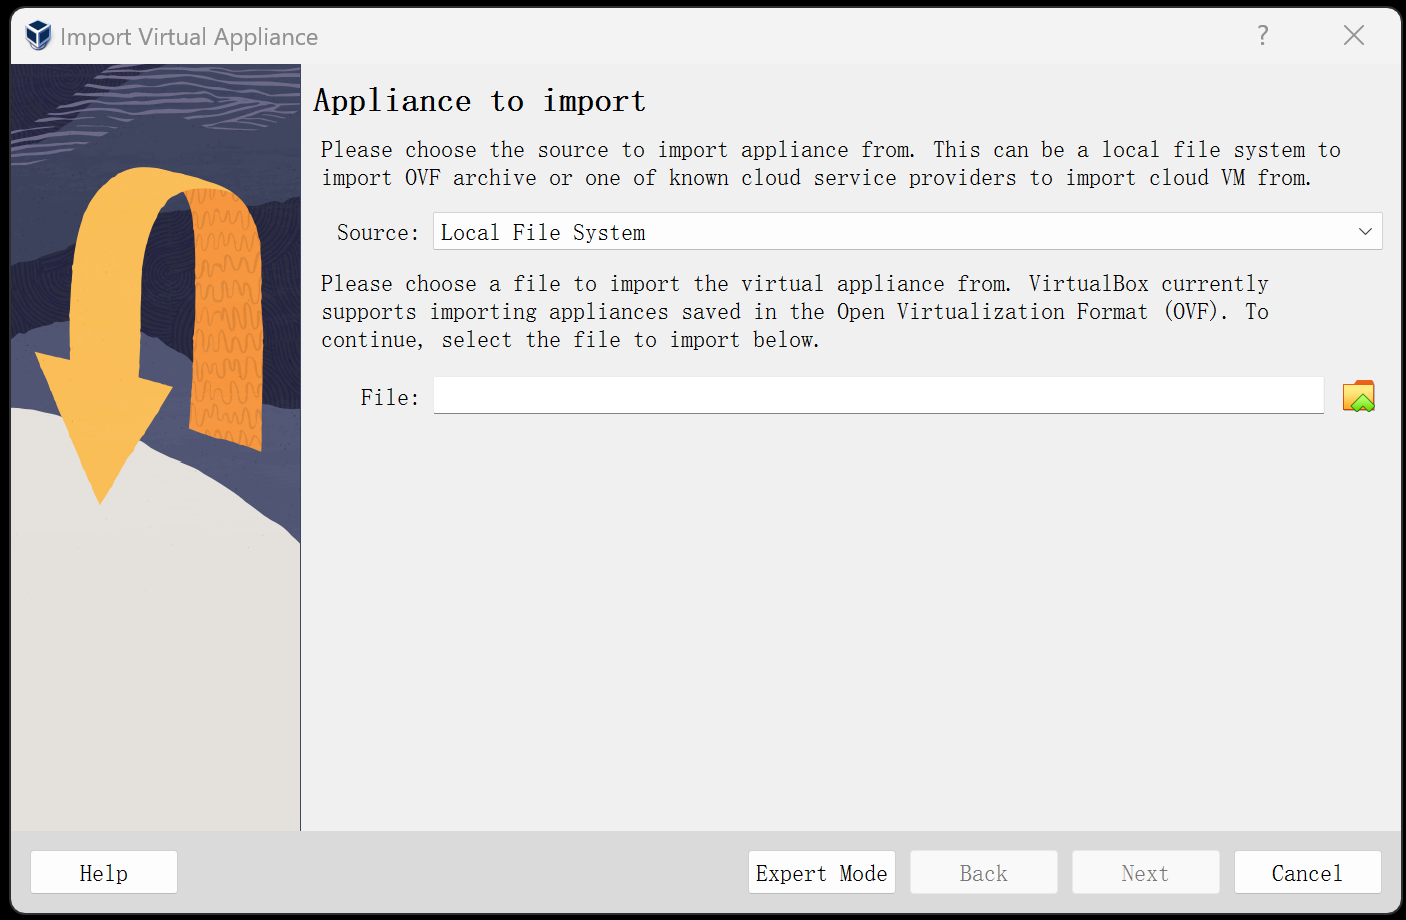 Import Virtual Appliance
?
Appliance to import
Please choose the source to import appliance from. This can be a local file system to
import OVF archive or one of known cloud service providers to import cloud VM from.
Source: Local File System
Please choose a file to import the virtual appliance from. VirtualBox currently
supports importing appliances saved in the Open Virtualization Format (OVF). To
continue, select the file to import below.
File:
Help Expert Mode Back Next Cancel